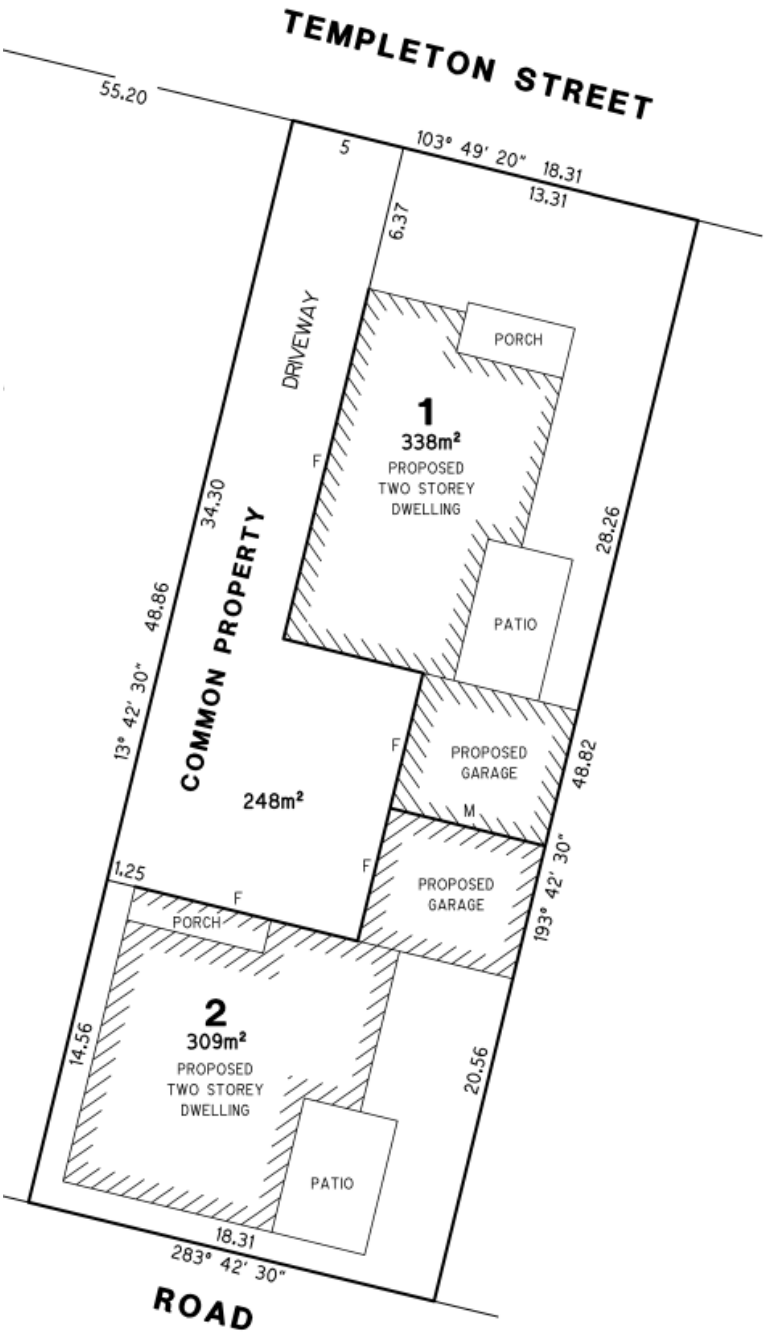 TEMPLETON STREET
55.20
5
103° 49' 20" 18.31
13.31
6.37
DRIVEWAY
PORCH
1
338m²
PROPOSED
TWO STOREY
DWELLING
F
34.30
28.26
48.86
13° 42' 30"
COMMON PROPERTY
248m²
PATIO
F
PROPOSED
GARAGE
M
48.82
193° 42' 30"
F
PROPOSED
GARAGE
1.25
F
PORCH
2
309m²
PROPOSED
TWO STOREY
DWELLING
14.56
20.56
PATIO
18.31
283° 42' 30"
ROAD